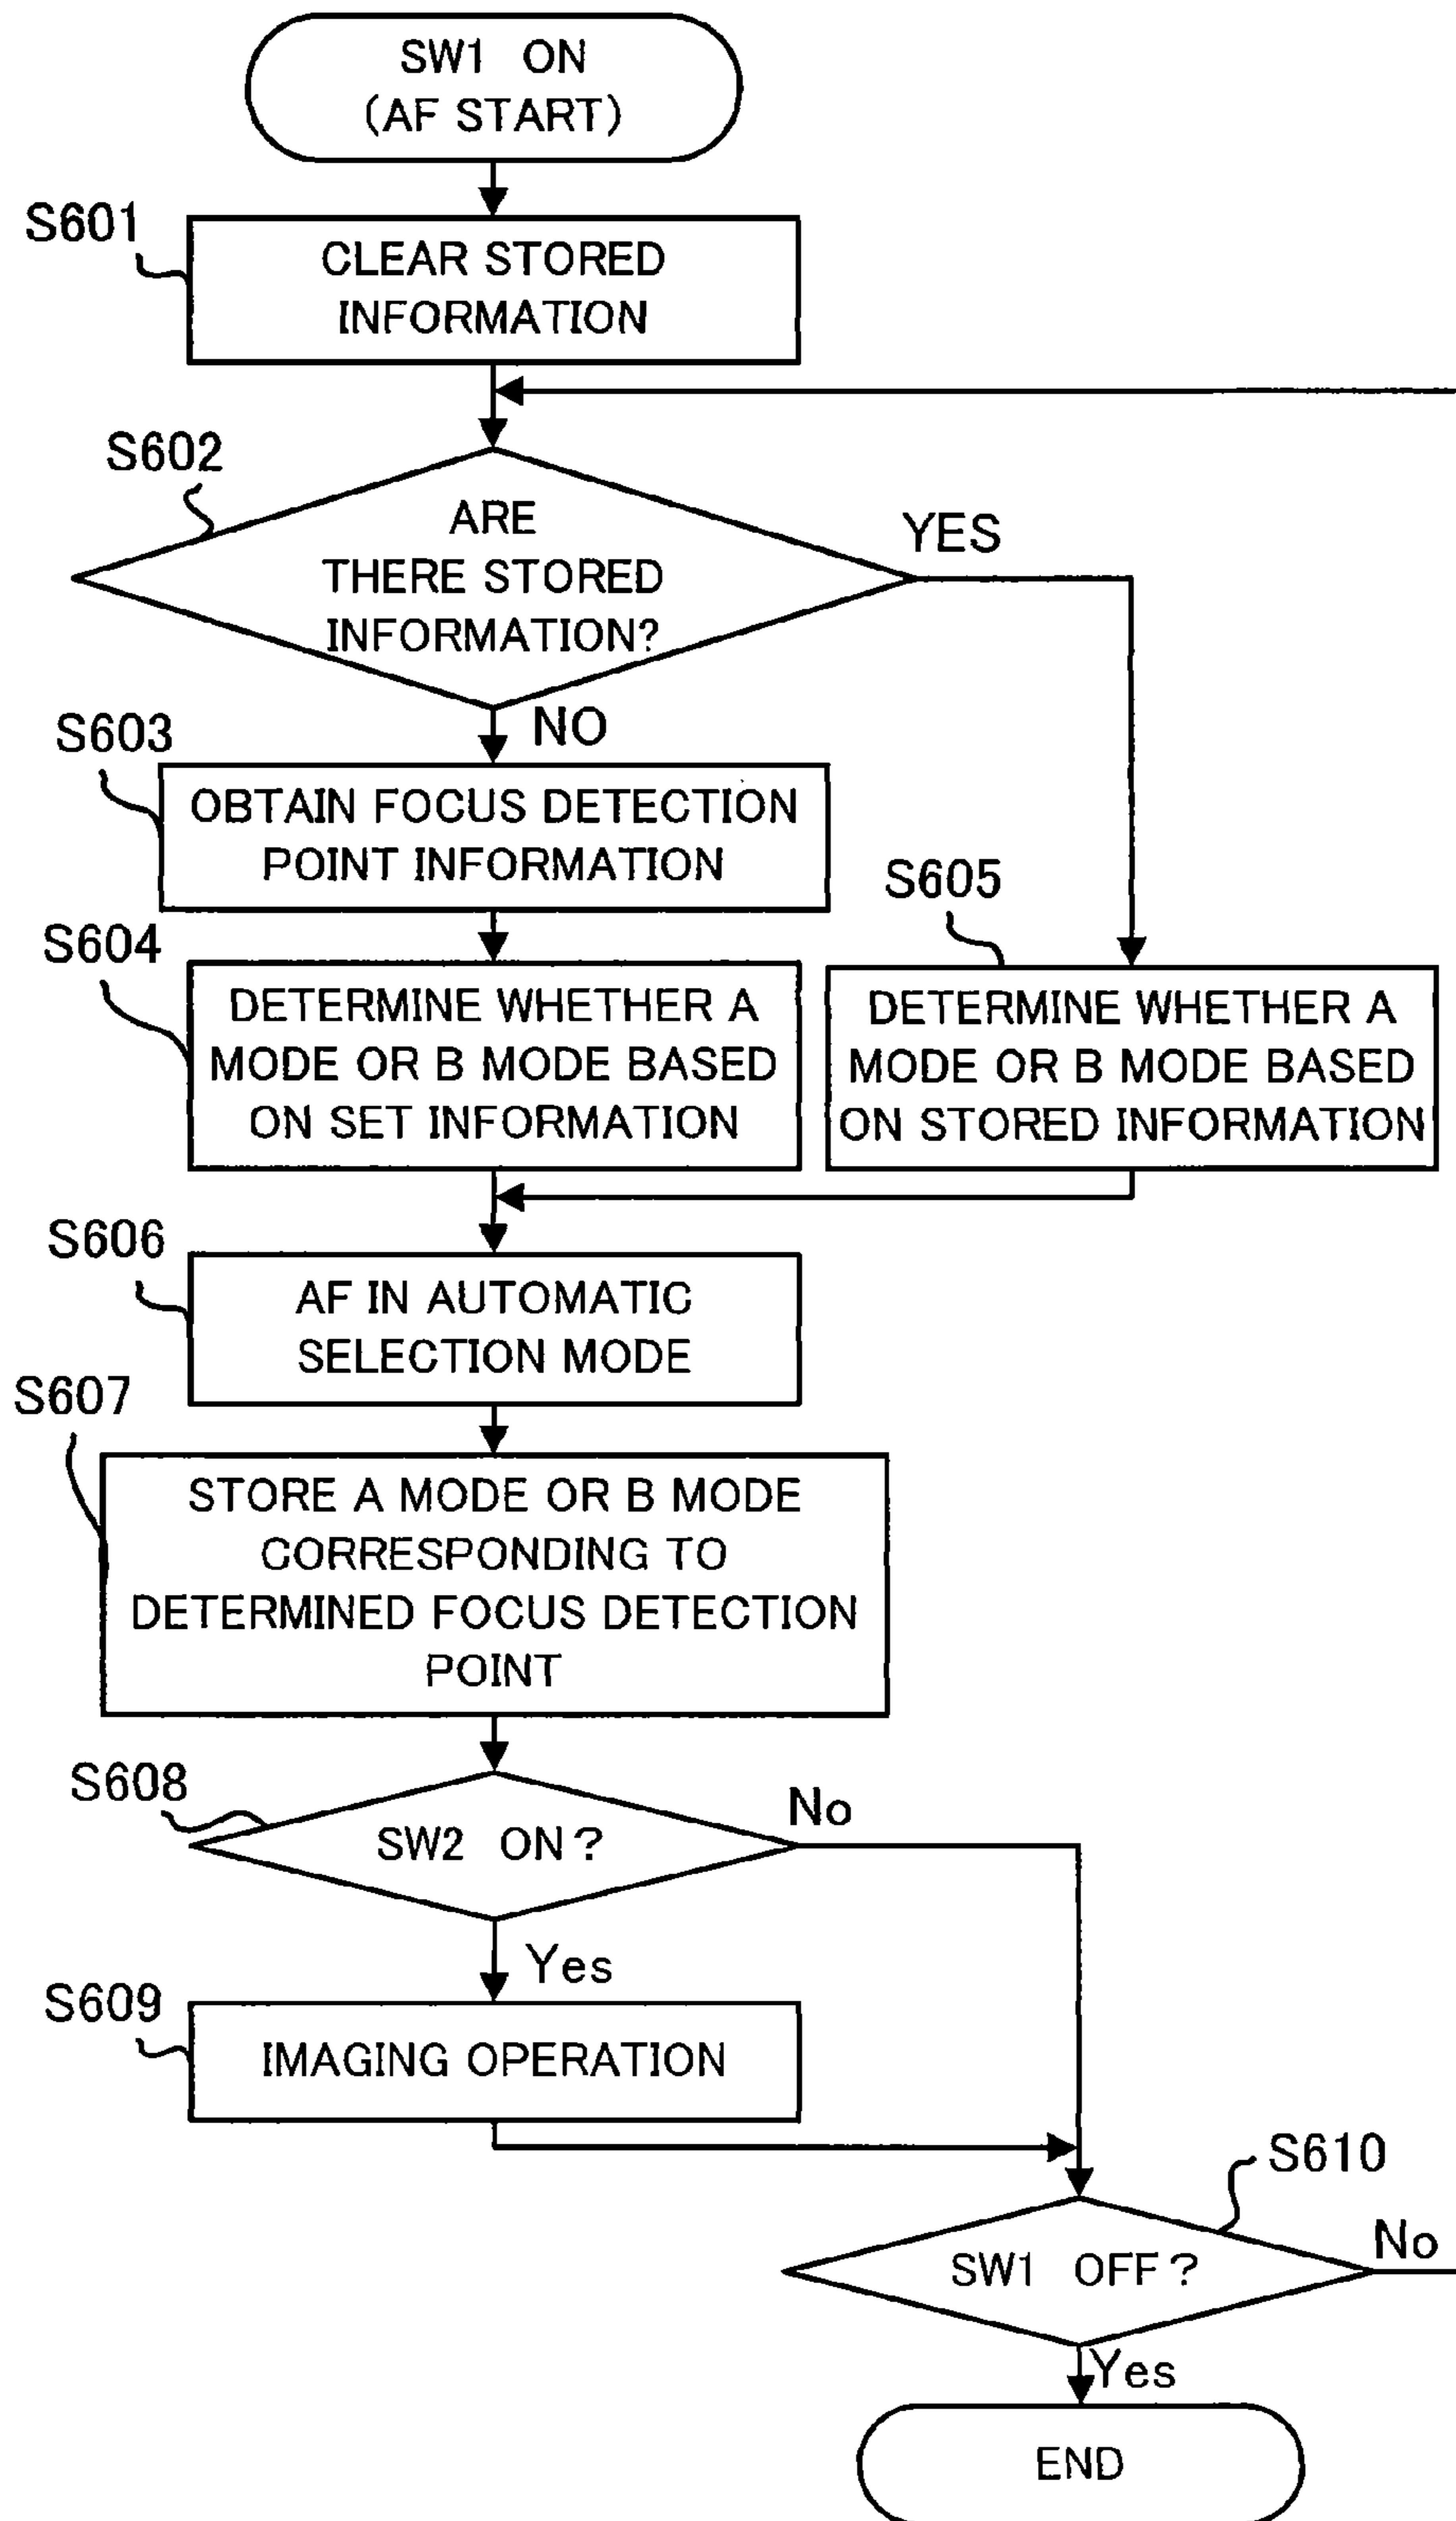 SW1 ON
(AF START)
S601
CLEAR STORED
INFORMATION
S602
ARE
THERE STORED
INFORMATION?
YES
NO
S603
OBTAIN FOCUS DETECTION
POINT INFORMATION
S604
DETERMINE WHETHER A
MODE OR B MODE BASED
ON SET INFORMATION
S605
DETERMINE WHETHER A
MODE OR B MODE BASED
ON STORED INFORMATION
S606
AF IN AUTOMATIC
SELECTION MODE
S607
STORE A MODE OR B MODE
CORRESPONDING TO
DETERMINED FOCUS DETECTION
POINT
S608
SW2 ON?
No
Yes
S609
IMAGING OPERATION
S610
SW1 OFF?
No
Yes
END